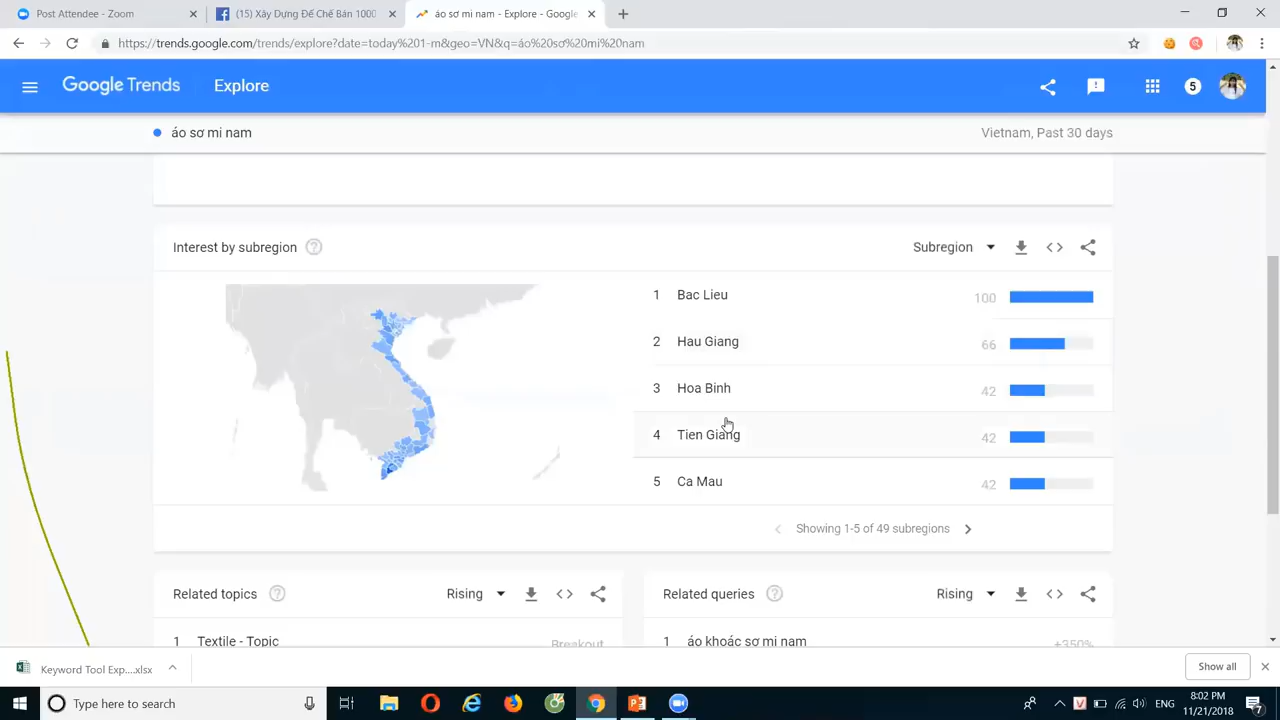 Post Attendee - Zoom
(15) Xây Dựng Đế Chế Bán 1000
áo sơ mi nam - Explore - Google
https://trends.google.com/trends/explore?date=today%201-m&geo=VN&q=áo%20sơ%20mi%20nam
Google Trends
Explore
5
áo sơ mi nam
Vietnam, Past 30 days
Interest by subregion
Subregion
1 Bac Lieu 100
2 Hau Giang 66
3 Hoa Binh 42
4 Tien Giang 42
5 Ca Mau 42
Showing 1-5 of 49 subregions
Related topics
Rising
Related queries
Rising
1 Textile - Topic Breakout
1 áo khoác sơ mi nam +350%
Keyword Tool Exp....xlsx
Show all
Type here to search
ENG
8:02 PM
11/21/2018
7